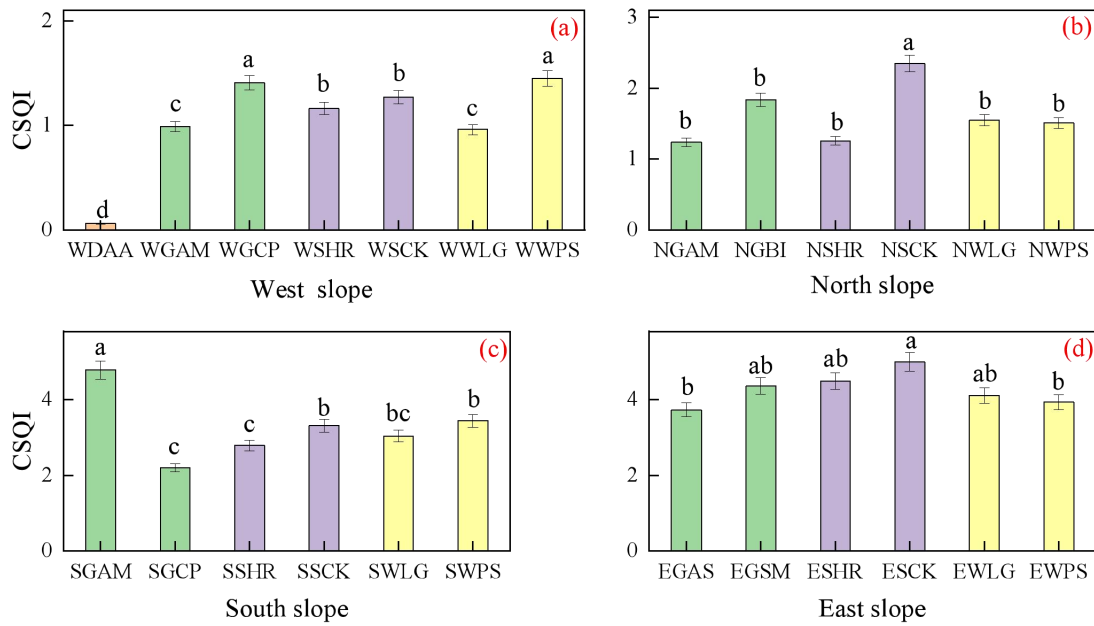 (a)
2
1
0
CSQI
d
c
a
b
b
c
a
WDAA WGAM WGCP WSHR WSCK WWLG WWPS
West slope
(b)
3
2
1
0
b
b
b
a
b
b
NGAM NGBI NSHR NSCK NWLG NWPS
North slope
(c)
4
2
0
CSQI
a
c
c
b
bc
b
SGAM SGCP SSHR SSCK SWLG SWPS
South slope
(d)
4
2
0
b
ab
ab
a
ab
b
EGAS EGSM ESHR ESCK EWLG EWPS
East slope